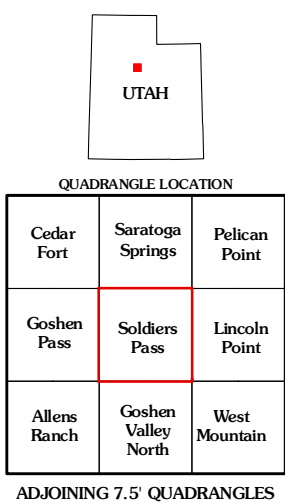 UTAH
QUADRANGLE LOCATION
Cedar
Fort
Saratoga
Springs
Pelican
Point
Goshen
Pass
Soldiers
Pass
Lincoln
Point
Allens
Ranch
Goshen
Valley
North
West
Mountain
ADJOINING 7.5' QUADRANGLES